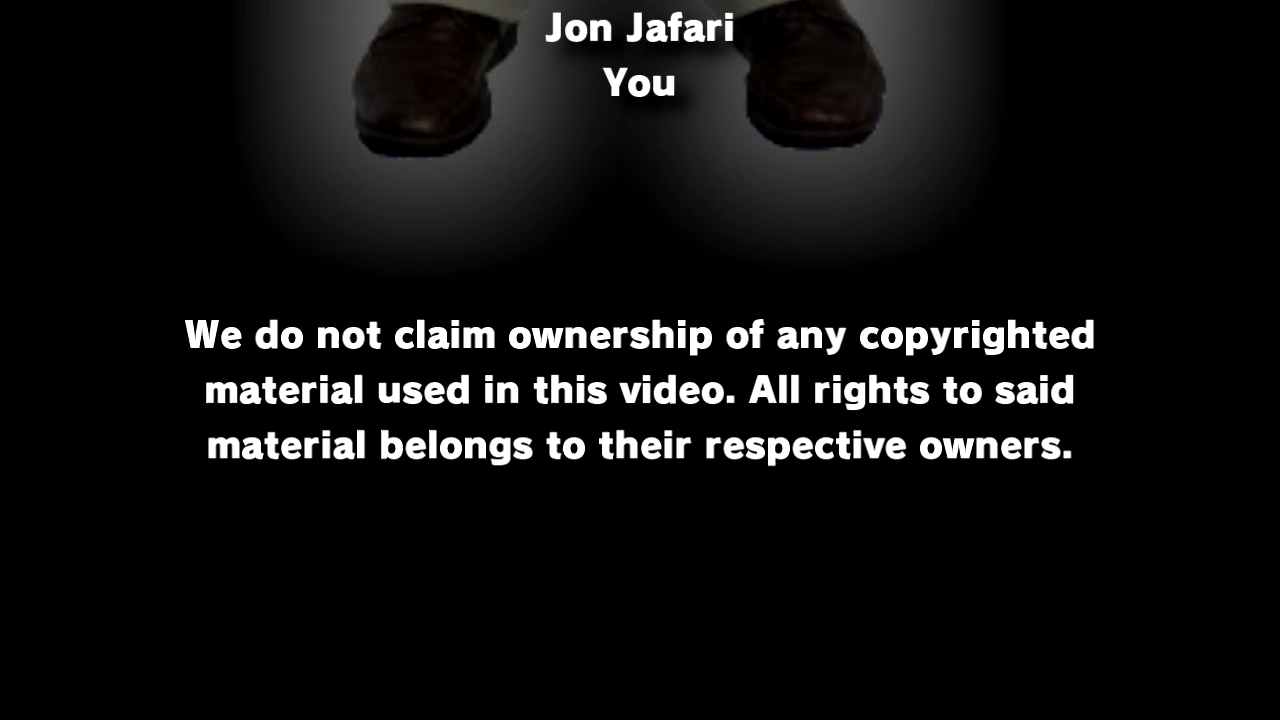 Jon Jafari
You
We do not claim ownership of any copyrighted
material used in this video. All rights to said
material belongs to their respective owners.